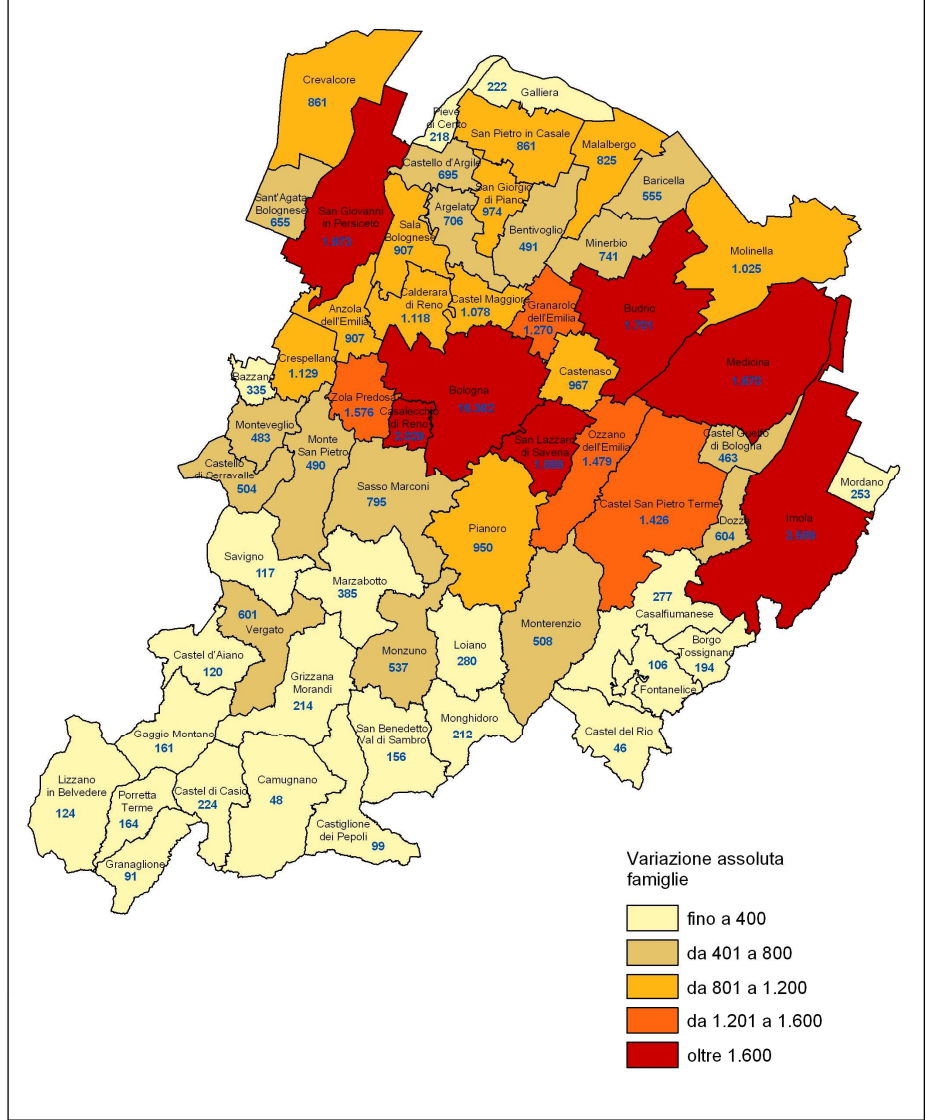 Crevalcore
861
222
Galliera
Pieve
di Cento
218
San Pietro in Casale
861
Malalbergo
825
Castello d'Argile
695
Baricella
555
Sant'Agata
Bolognese
655
San Giovanni
in Persiceto
San Giorgio
di Piano
974
Argelato
706
Sala
Bolognese
907
Bentivoglio
491
Minerbio
741
Molinella
1.025
Anzola
dell'Emilia
907
Calderara
di Reno
1.118
Castel Maggiore
1.078
Granarolo
dell'Emilia
1.270
Budrio
Crespellano
1.129
Bazzano
335
Zola Predosa
1.576
Casalecchio
di Reno
Bologna
Castenaso
967
Medicina
Monteveglio
483
Monte
San Pietro
490
San Lazzaro
di Savena
Ozzano
dell'Emilia
1.479
Castel Guelfo
di Bologna
463
Castello
di Serravalle
504
Sasso Marconi
795
Castel San Pietro Terme
1.426
Mordano
253
Pianoro
950
Dozza
604
Imola
Savigno
117
Marzabotto
385
277
Casalfiumanese
601
Vergato
Monterenzio
508
Castel d'Aiano
120
Monzuno
537
Loiano
280
Borgo
Tossignano
194
106
Fontanelice
Grizzana
Morandi
214
Gaggio Montano
161
San Benedetto
Val di Sambro
156
Monghidoro
212
Castel del Rio
46
Lizzano
in Belvedere
124
Porretta
Terme
164
Castel di Casio
224
Camugnano
48
Castiglione
dei Pepoli
99
Granaglione
91
Variazione assoluta
famiglie
fino a 400
da 401 a 800
da 801 a 1.200
da 1.201 a 1.600
oltre 1.600